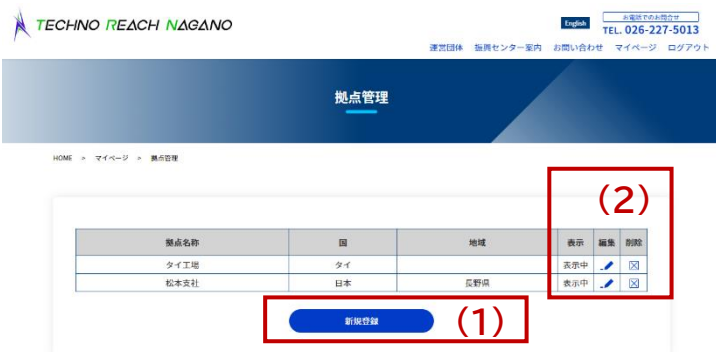 TECHNO REACH NAGANO
English
お電話でのお問合せ
TEL. 026-227-5013
運営団体 振興センター案内 お問い合わせ マイページ ログアウト
拠点管理
HOME > マイページ > 拠点管理
(2)
拠点名称 国 地域 表示 編集 削除
タイ工場 タイ 表示中
松本支社 日本 長野県 表示中
新規登録
(1)